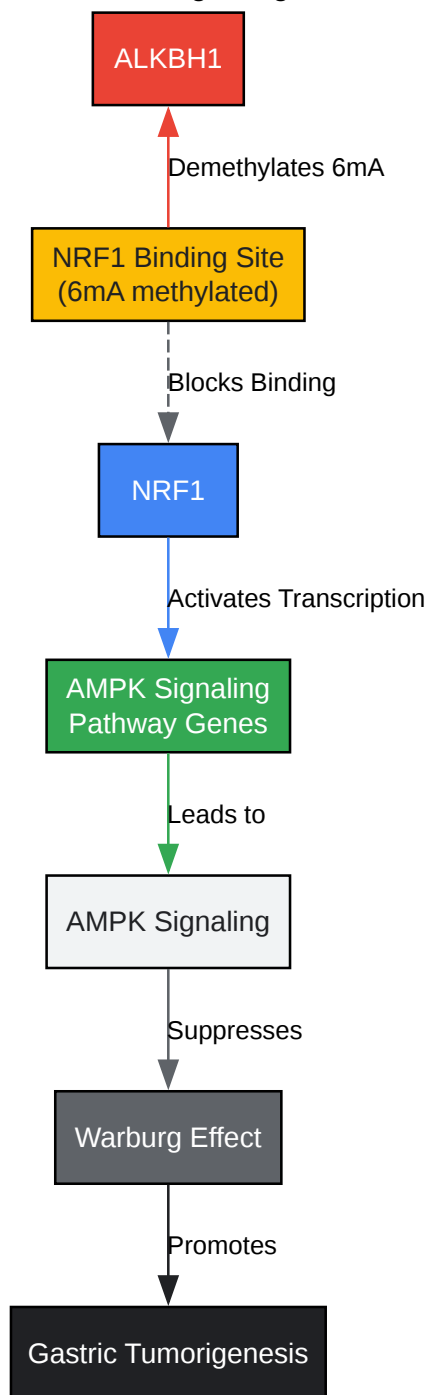 ALKBH1
Demethylates 6mA
NRF1 Binding Site
(6mA methylated)
Blocks Binding
NRF1
Activates Transcription
AMPK Signaling
Pathway Genes
Leads to
AMPK Signaling
Suppresses
Warburg Effect
Promotes
Gastric Tumorigenesis